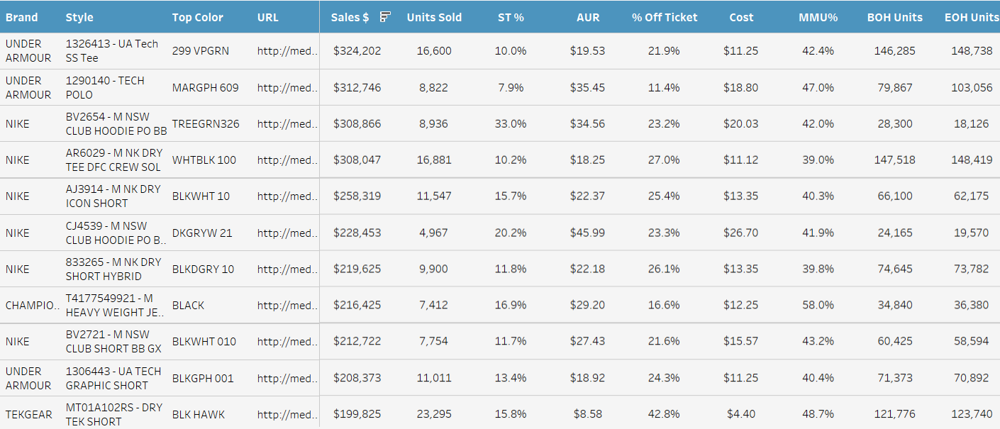 Brand Style Top Color URL Sales $ Units Sold ST % AUR % Off Ticket Cost MMU% BOH Units EOH Units
UNDER ARMOUR 1326413 - UA Tech SS Tee 299 VPGRN http://med.. $324,202 16,600 10.0% $19.53 21.9% $11.25 42.4% 146,285 148,738
UNDER ARMOUR 1290140 - TECH POLO MARGPH 609 http://med.. $312,746 8,822 7.9% $35.45 11.4% $18.80 47.0% 79,867 103,056
NIKE BV2654 - M NSW CLUB HOODIE PO BB TREEGRN326 http://med.. $308,866 8,936 33.0% $34.56 23.2% $20.03 42.0% 28,300 18,126
NIKE AR6029 - M NK DRY TEE DFC CREW SOL WHTBLK 100 http://med.. $308,047 16,881 10.2% $18.25 27.0% $11.12 39.0% 147,518 148,419
NIKE AJ3914 - M NK DRY ICON SHORT BLKWHT 10 http://med.. $258,319 11,547 15.7% $22.37 25.4% $13.35 40.3% 66,100 62,175
NIKE CJ4539 - M NSW CLUB HOODIE PO B.. DKGRYW 21 http://med.. $228,453 4,967 20.2% $45.99 23.3% $26.70 41.9% 24,165 19,570
NIKE 833265 - M NK DRY SHORT HYBRID BLKDGRY 10 http://med.. $219,625 9,900 11.8% $22.18 26.1% $13.35 39.8% 74,645 73,782
CHAMPIO.. T4177549921 - M HEAVY WEIGHT JE.. BLACK http://med.. $216,425 7,412 16.9% $29.20 16.6% $12.25 58.0% 34,840 36,380
NIKE BV2721 - M NSW CLUB SHORT BB GX BLKWHT 010 http://med.. $212,722 7,754 11.7% $27.43 21.6% $15.57 43.2% 60,425 58,594
UNDER ARMOUR 1306443 - UA TECH GRAPHIC SHORT BLKGPH 001 http://med.. $208,373 11,011 13.4% $18.92 24.3% $11.25 40.4% 71,373 70,892
TEKGEAR MT01A102RS - DRY TEK SHORT BLK HAWK http://med.. $199,825 23,295 15.8% $8.58 42.8% $4.40 48.7% 121,776 123,740